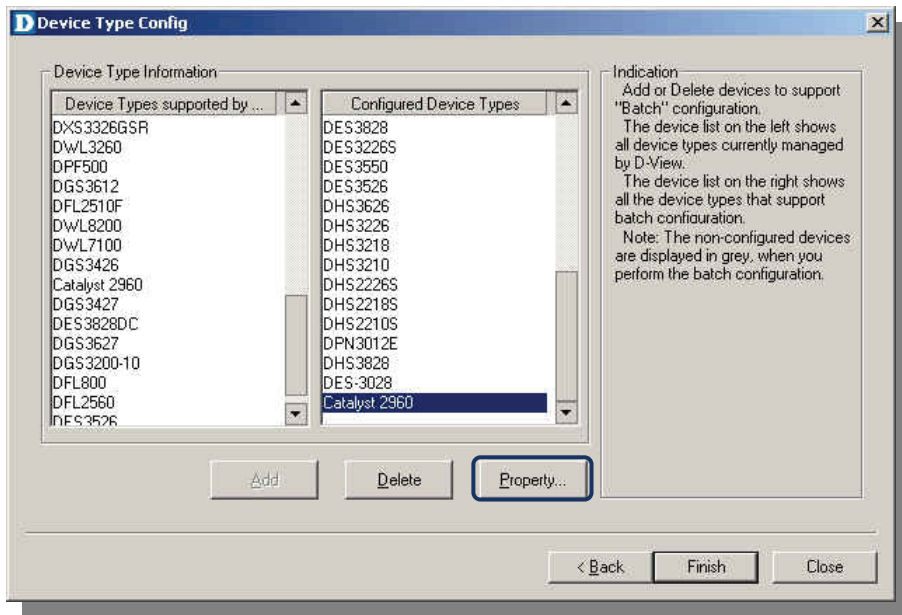 D Device Type Config
Device Type Information
Device Types supported by ...
DXS3326GSR
DWL3260
DPF500
DGS3612
DFL2510F
DWL8200
DWL7100
DGS3426
Catalyst 2960
DGS3427
DES3828DC
DGS3627
DGS3200-10
DFL800
DFL2560
DES3526
Configured Device Types
DES3828
DES3226S
DES3550
DES3526
DHS3626
DHS3226
DHS3218
DHS3210
DHS2226S
DHS2218S
DHS2210S
DPN3012E
DHS3828
DES-3028
Catalyst 2960
Indication
Add or Delete devices to support
"Batch" configuration.
The device list on the left shows
all device types currently managed
by D-View.
The device list on the right shows
all the device types that support
batch configuration.
Note: The non-configured devices
are displayed in grey, when you
perform the batch configuration.
Add
Delete
Property...
< Back
Finish
Close